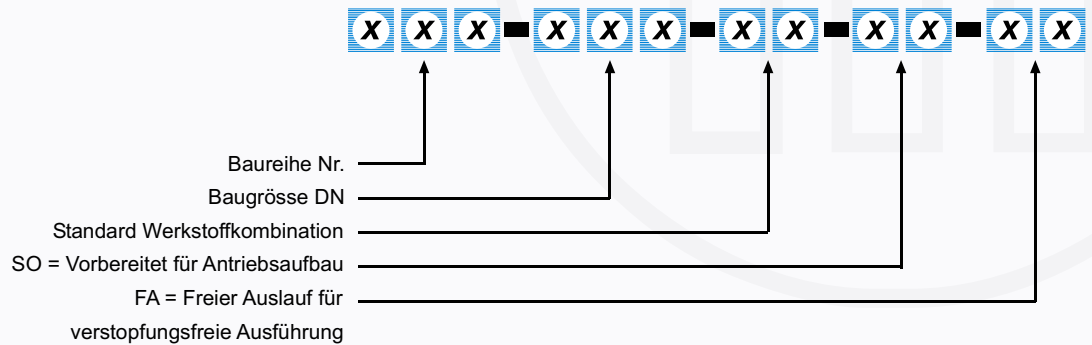 X X X - X X X - X X - X X - X X
Baureihe Nr.
Baugrösse DN
Standard Werkstoffkombination
SO = Vorbereitet für Antriebsaufbau
FA = Freier Auslauf für
verstopfungsfreie Ausführung